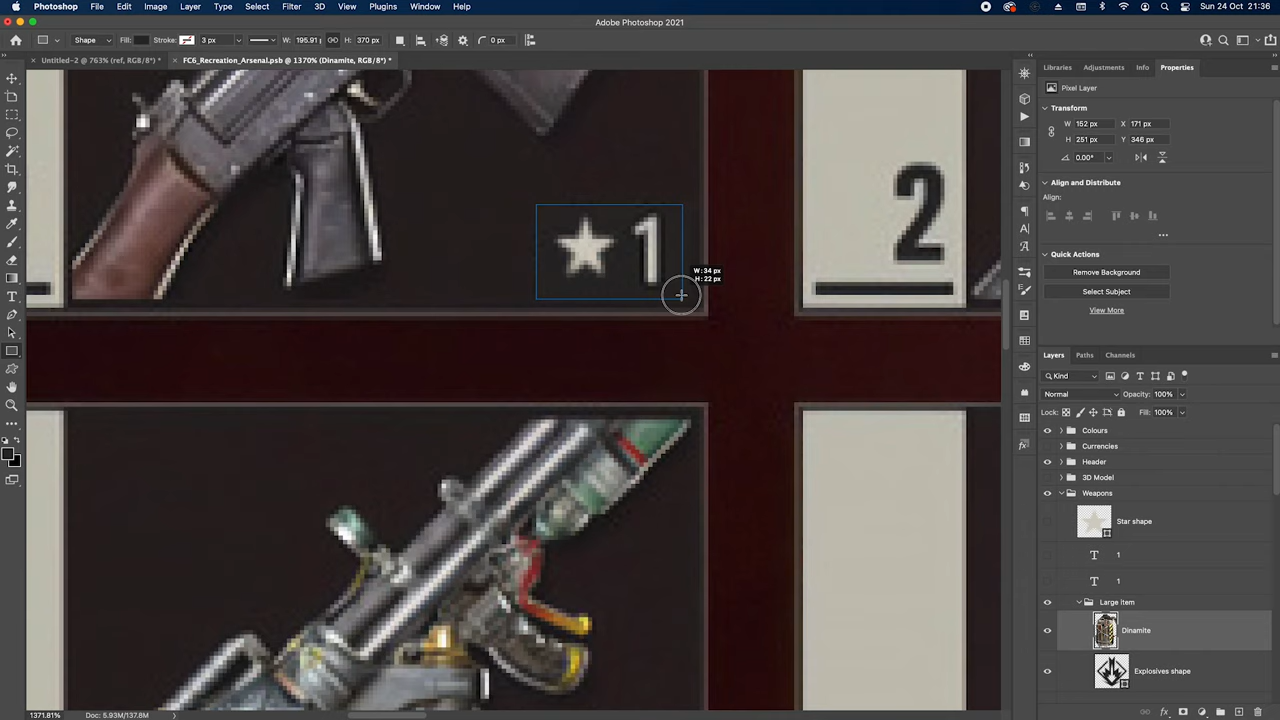 Photoshop File Edit Image Layer Type Select Filter 3D View Plugins Window Help Sun 24 Oct 21:36
Adobe Photoshop 2021
Shape Fill: Stroke: 3 px W: 195.91 p H: 370 px 0 px
Untitled-2 @ 763% (ref, RGB/8*) * FC6_Recreation_Arsenal.psb @ 1370% (Dinamite, RGB/8*) *
Libraries Adjustments Info Properties
Pixel Layer
Transform
W 152 px X 171 px
H 251 px Y 346 px
0.00°
Align and Distribute
Align:
Quick Actions
Remove Background
Select Subject
View More
1
2
W: 34 px
H: 22 px
Layers Paths Channels
Kind
Normal Opacity: 100%
Lock: Fill: 100%
Colours
Currencies
Header
3D Model
Weapons
Star shape
T 1
T 1
Large item
Dinamite
Explosives shape
1371.81% Doc: 5.93M/137.8M